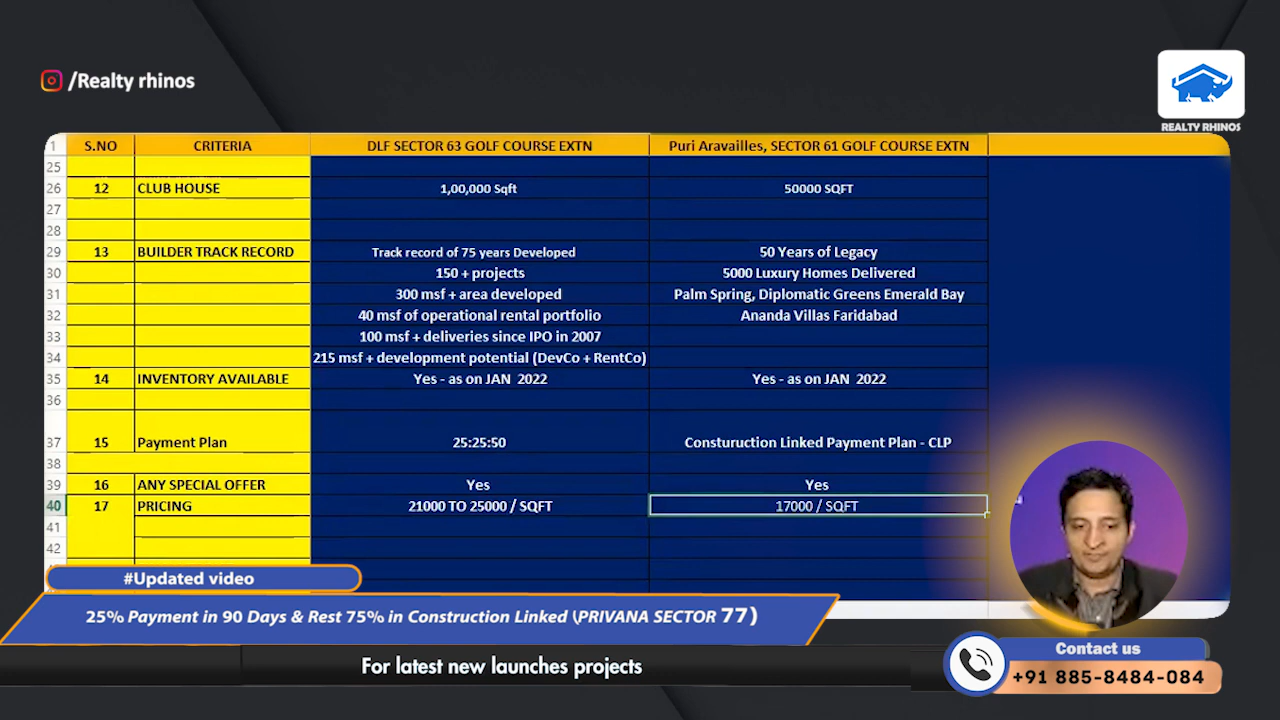 /Realty rhinos
REALTY RHINOS
1 S.NO CRITERIA DLF SECTOR 63 GOLF COURSE EXTN Puri Aravailles, SECTOR 61 GOLF COURSE EXTN
25
26 12 CLUB HOUSE 1,00,000 Sqft 50000 SQFT
27
28
29 13 BUILDER TRACK RECORD Track record of 75 years Developed 50 Years of Legacy
30 150 + projects 5000 Luxury Homes Delivered
31 300 msf + area developed Palm Spring, Diplomatic Greens Emerald Bay
32 40 msf of operational rental portfolio Ananda Villas Faridabad
33 100 msf + deliveries since IPO in 2007
34 215 msf + development potential (DevCo + RentCo)
35 14 INVENTORY AVAILABLE Yes - as on JAN 2022 Yes - as on JAN 2022
36
37 15 Payment Plan 25:25:50 Consturuction Linked Payment Plan - CLP
38
39 16 ANY SPECIAL OFFER Yes Yes
40 17 PRICING 21000 TO 25000 / SQFT 17000 / SQFT
41
42
#Updated video
25% Payment in 90 Days & Rest 75% in Construction Linked (PRIVANA SECTOR 77)
For latest new launches projects
Contact us
+91 885-8484-084